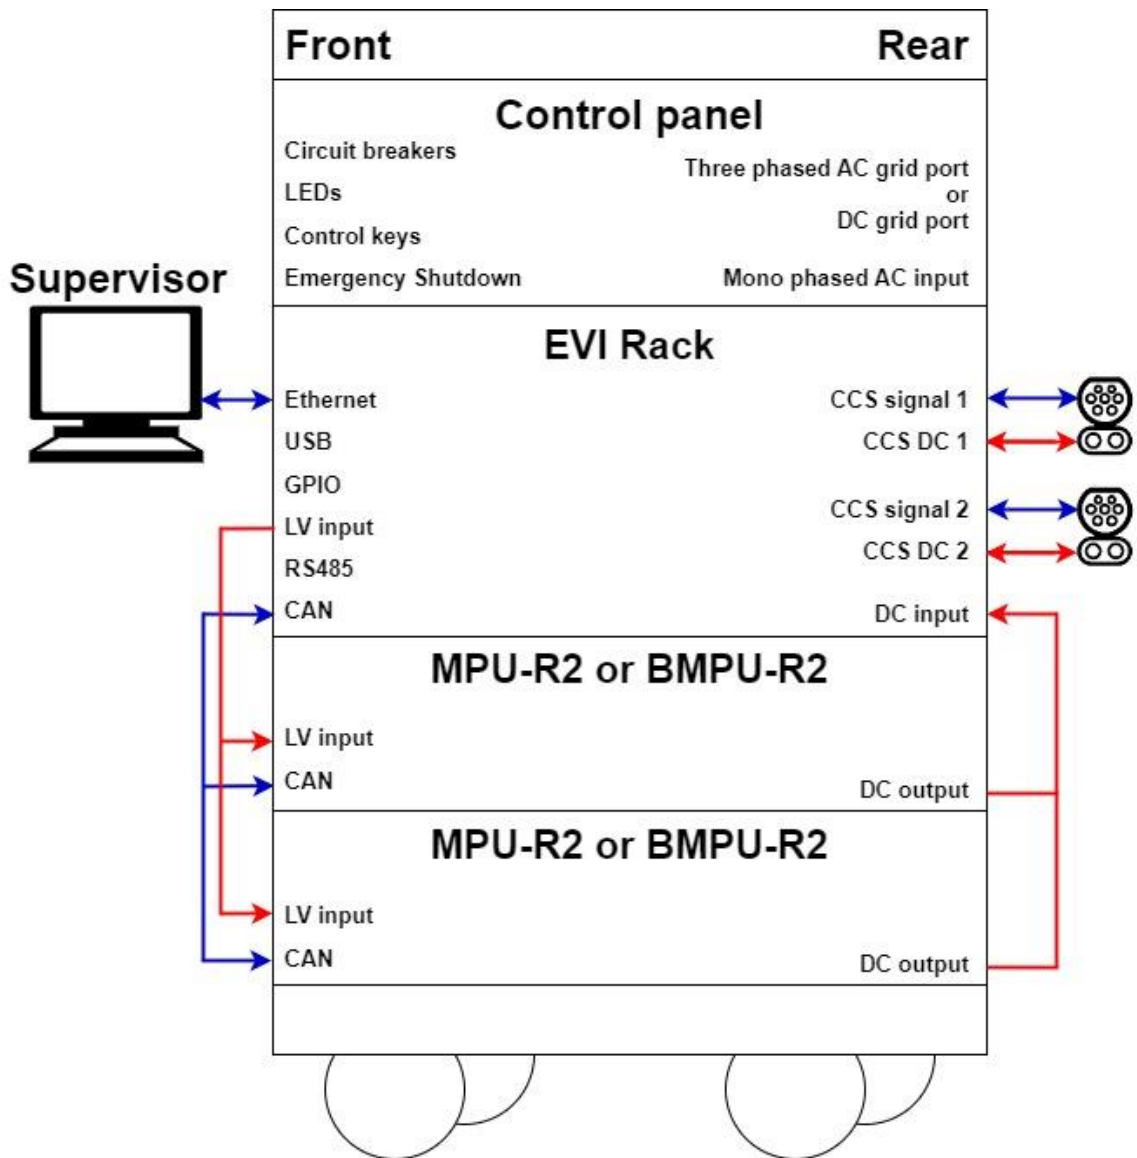 Front
Rear
Control panel
Circuit breakers
LEDs
Control keys
Emergency Shutdown
Three phased AC grid port
or
DC grid port
Mono phased AC input
Supervisor
EVI Rack
Ethernet
USB
GPIO
LV input
RS485
CAN
CCS signal 1
CCS DC 1
CCS signal 2
CCS DC 2
DC input
MPU-R2 or BMPU-R2
LV input
CAN
DC output
MPU-R2 or BMPU-R2
LV input
CAN
DC output